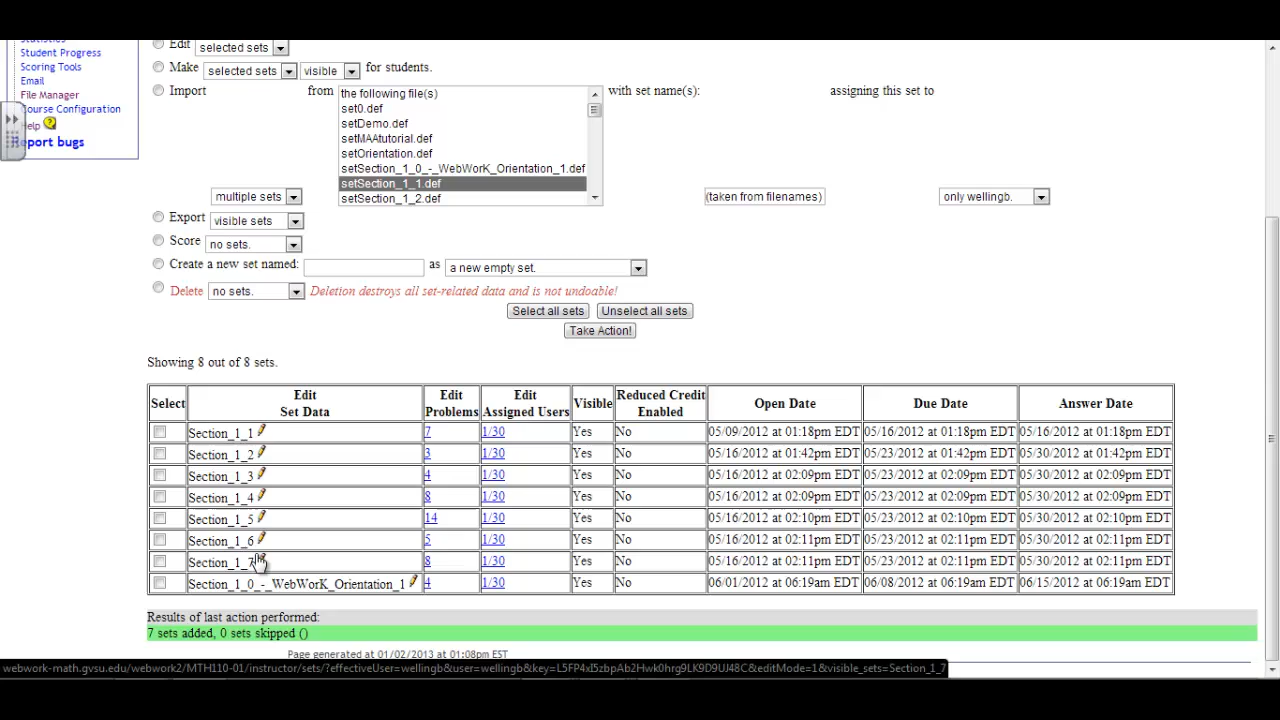 Statistics
Student Progress
Scoring Tools
Email
File Manager
Course Configuration
Help
Report bugs
Edit selected sets
Make selected sets visible for students.
Import from the following file(s) with set name(s): assigning this set to
set0.def
setDemo.def
setMAAtutorial.def
setOrientation.def
setSection_1_0_-_WebWorK_Orientation_1.def
setSection_1_1.def
multiple sets (taken from filenames) only wellingb.
setSection_1_2.def
Export visible sets
Score no sets.
Create a new set named: as a new empty set.
Delete no sets. Deletion destroys all set-related data and is not undoable!
Select all sets Unselect all sets
Take Action!
Showing 8 out of 8 sets.
Select Edit Set Data Edit Problems Edit Assigned Users Visible Reduced Credit Enabled Open Date Due Date Answer Date
Section_1_1 7 1/30 Yes No 05/09/2012 at 01:18pm EDT 05/16/2012 at 01:18pm EDT 05/16/2012 at 01:18pm EDT
Section_1_2 3 1/30 Yes No 05/16/2012 at 01:42pm EDT 05/23/2012 at 01:42pm EDT 05/30/2012 at 01:42pm EDT
Section_1_3 4 1/30 Yes No 05/16/2012 at 02:09pm EDT 05/23/2012 at 02:09pm EDT 05/30/2012 at 02:09pm EDT
Section_1_4 8 1/30 Yes No 05/16/2012 at 02:09pm EDT 05/23/2012 at 02:09pm EDT 05/30/2012 at 02:09pm EDT
Section_1_5 14 1/30 Yes No 05/16/2012 at 02:10pm EDT 05/23/2012 at 02:10pm EDT 05/30/2012 at 02:10pm EDT
Section_1_6 5 1/30 Yes No 05/16/2012 at 02:11pm EDT 05/23/2012 at 02:11pm EDT 05/30/2012 at 02:11pm EDT
Section_1_7 8 1/30 Yes No 05/16/2012 at 02:11pm EDT 05/23/2012 at 02:11pm EDT 05/30/2012 at 02:11pm EDT
Section_1_0_-_WebWorK_Orientation_1 4 1/30 Yes No 06/01/2012 at 06:19am EDT 06/08/2012 at 06:19am EDT 06/15/2012 at 06:19am EDT
Results of last action performed:
7 sets added, 0 sets skipped ()
Page generated at 01/02/2013 at 01:08pm EST
webwork-math.gvsu.edu/webwork2/MTH110-01/instructor/sets/?effectiveUser=wellingb&user=wellingb&key=L5FP4xI5zbpAb2Hwk0hrg9LK9D9UJ48C&editMode=1&visible_sets=Section_1_7